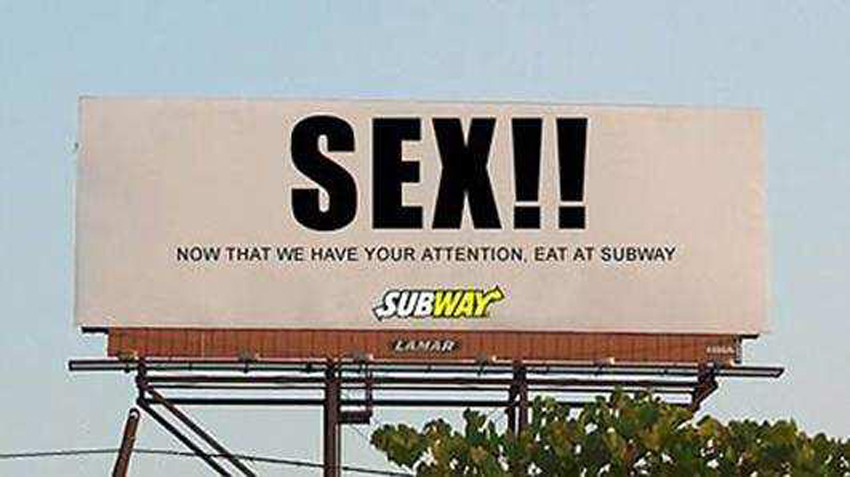 SEX!!
NOW THAT WE HAVE YOUR ATTENTION, EAT AT SUBWAY
SUBWAY
LAMAR